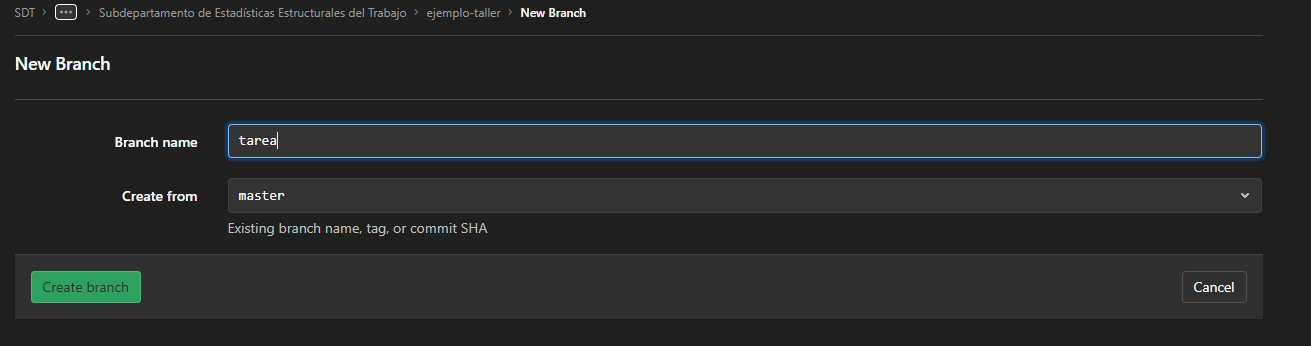 SDT > ... > Subdepartamento de Estadísticas Estructurales del Trabajo > ejemplo-taller > New Branch
New Branch
Branch name tarea
Create from master
Existing branch name, tag, or commit SHA
Create branch Cancel